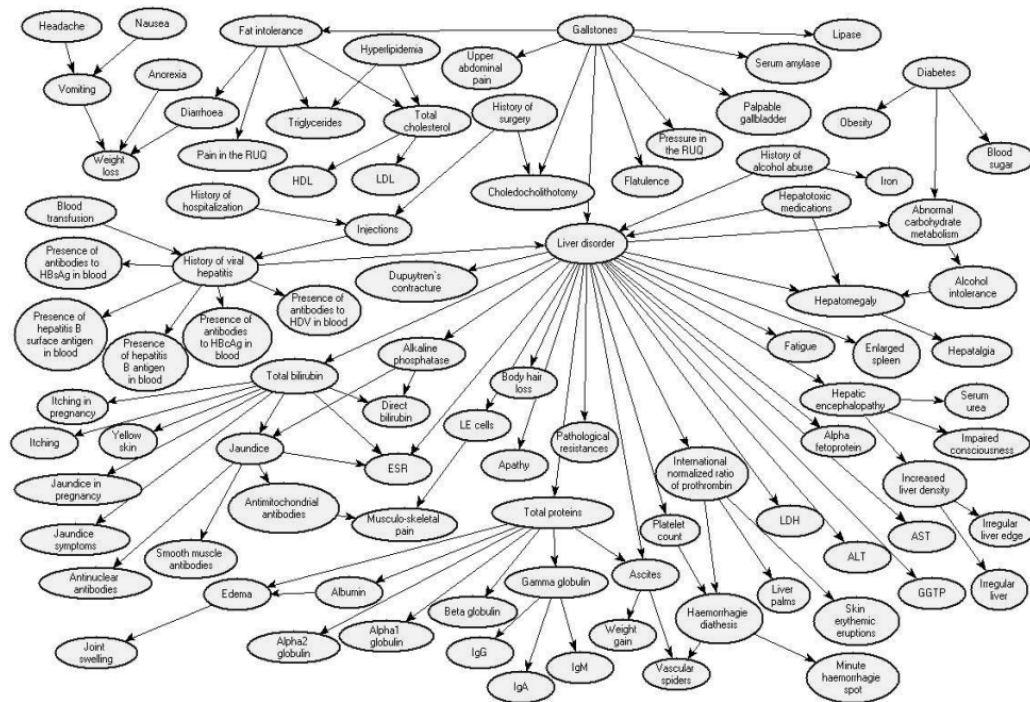 Headache
Nausea
Fat intolerance
Gallstones
Lipase
Hyperlipidemia
Upper
abdominal
pain
Serum amylase
Vomiting
Anorexia
Diabetes
Diarrhoea
Triglycerides
Total
cholesterol
History of
surgery
Palpable
gallbladder
Obesity
Weight
loss
Pain in the RUQ
HDL
LDL
Pressure in
the RUQ
Blood
sugar
Flatulence
History of
alcohol abuse
Iron
Choledocholithotomy
Blood
transfusion
History of
hospitalization
Hepatotoxic
medications
Injections
Abnormal
carbohydrate
metabolism
Liver disorder
Presence of
antibodies to
HBsAg in blood
History of viral
hepatitis
Dupuytren`s
contracture
Alcohol
intolerance
Presence of
antibodies to
HDV in blood
Hepatomegaly
Presence of
hepatitis B
surface antigen
in blood
Presence
of hepatitis
B antigen
in blood
Presence of
antibodies to
HBcAg in
blood
Alkaline
phosphatase
Fatigue
Enlarged
spleen
Hepatalgia
Total bilirubin
Body hair
loss
Itching in
pregnancy
Direct
bilirubin
Hepatic
encephalopathy
Serum
urea
Itching
Yellow
skin
Jaundice
LE cells
Pathological
resistances
Alpha
fetoprotein
Impaired
consciousness
ESR
Apathy
International
normalized ratio
of prothrombin
Jaundice in
pregnancy
Increased
liver density
Antimitochondrial
antibodies
Musculo-skeletal
pain
Total proteins
Platelet
count
LDH
Irregular
liver edge
Jaundice
symptoms
Smooth muscle
antibodies
ALT
AST
Antinuclear
antibodies
Edema
Albumin
Gamma
globulin
Ascites
Liver
palms
GGTP
Irregular
liver
Beta globulin
Haemorrhagie
diathesis
Skin
erythemic
eruptions
Joint
swelling
Alpha2
globulin
Alpha1
globulin
IgG
IgA
IgM
Weight
gain
Vascular
spiders
Minute
haemorrhagie
spot